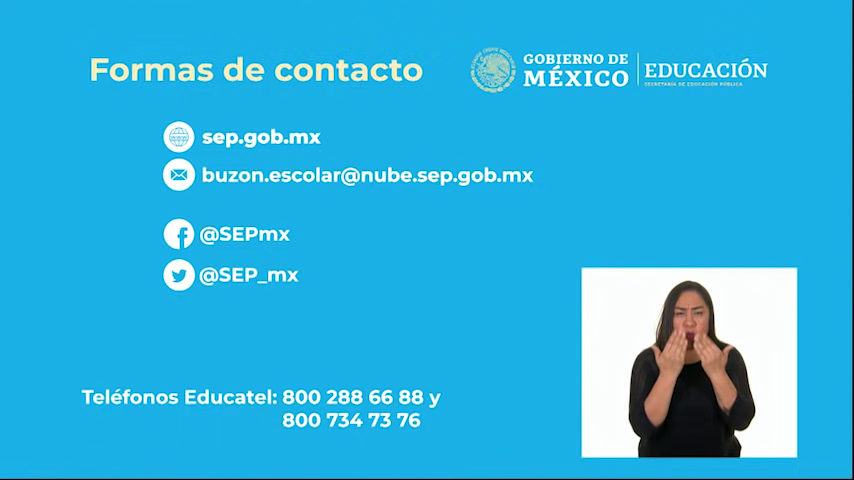 Formas de contacto
GOBIERNO DE
MÉXICO
EDUCACIÓN
SECRETARÍA DE EDUCACIÓN PÚBLICA
sep.gob.mx
buzon.escolar@nube.sep.gob.mx
@SEPmx
@SEP_mx
Teléfonos Educatel: 800 288 66 88 y
800 734 73 76